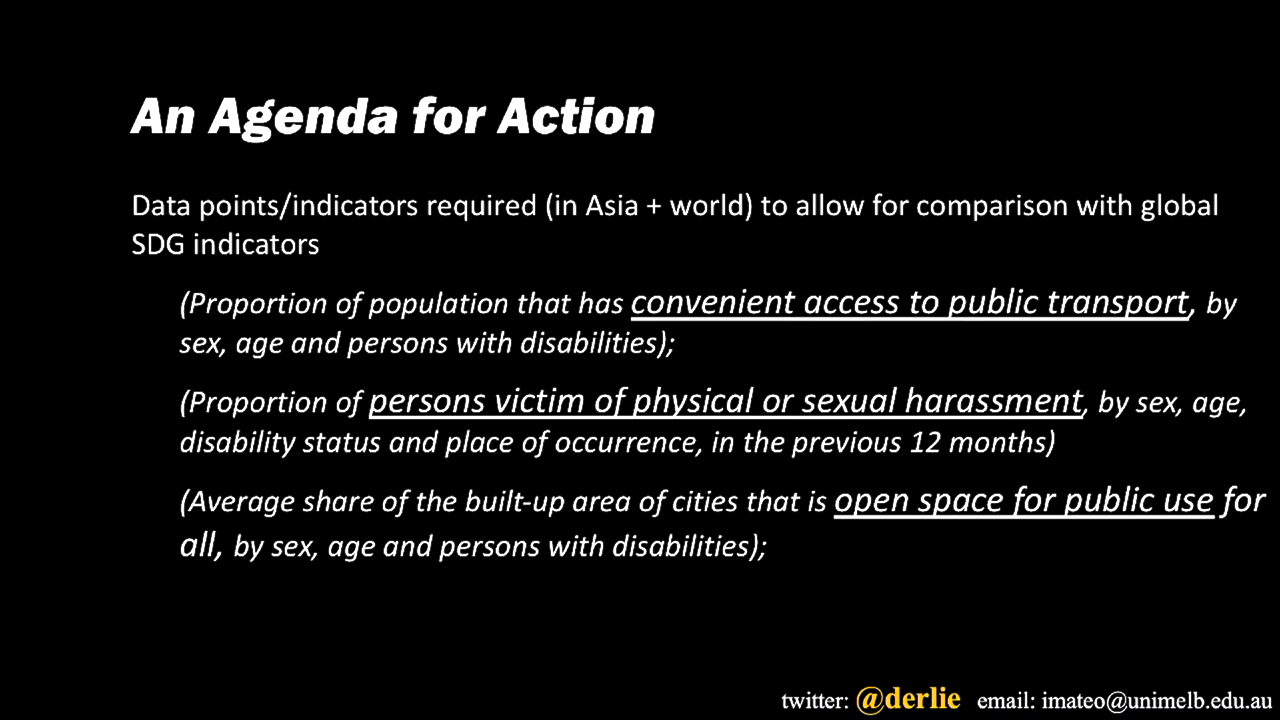 An Agenda for Action
Data points/indicators required (in Asia + world) to allow for comparison with global
SDG indicators
(Proportion of population that has convenient access to public transport, by
sex, age and persons with disabilities);
(Proportion of persons victim of physical or sexual harassment, by sex, age,
disability status and place of occurrence, in the previous 12 months)
(Average share of the built-up area of cities that is open space for public use for
all, by sex, age and persons with disabilities);
twitter: @derlie email: imateo@unimelb.edu.au